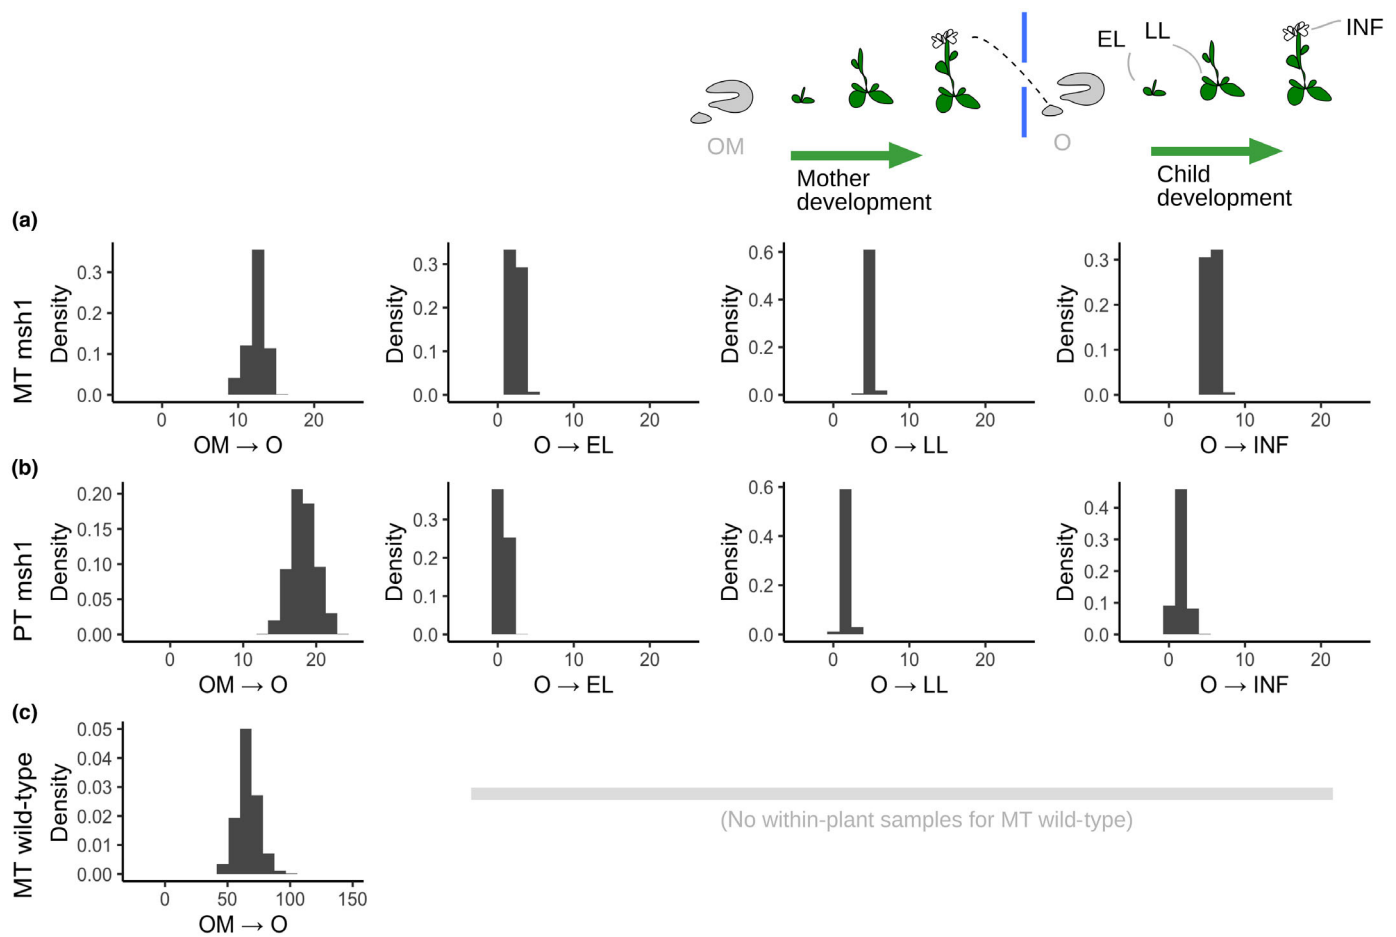 EL LL INF
OM O
Mother
development
Child
development
(a)
MT msh1
Density
0.3
0.2
0.1
0.0
0 10 20
OM → O
Density
0.3
0.2
0.1
0.0
0 10 20
O → EL
Density
0.6
0.4
0.2
0.0
0 10 20
O → LL
Density
0.3
0.2
0.1
0.0
0 10 20
O → INF
(b)
PT msh1
Density
0.20
0.15
0.10
0.05
0.00
0 10 20
OM → O
Density
0.3
0.2
0.1
0.0
0 10 20
O → EL
Density
0.6
0.4
0.2
0.0
0 10 20
O → LL
Density
0.4
0.3
0.2
0.1
0.0
0 10 20
O → INF
(c)
MT wild-type
Density
0.05
0.04
0.03
0.02
0.01
0.00
0 50 100 150
OM → O
(No within-plant samples for MT wild-type)